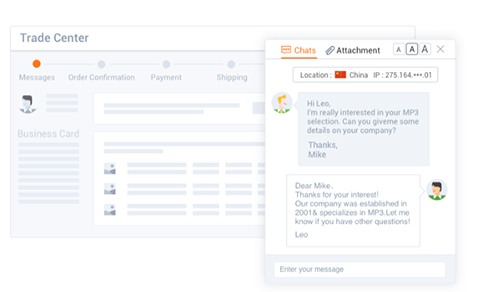 Trade Center
Messages
Order Confirmation
Payment
Shipping
Business Card
Chats
Attachment
A A A
Location : China IP : 275.164.***.01
Hi Leo,
I'm really interested in your MP3
selection. Can you giveme some
details on your company?
Thanks,
Mike
Dear Mike.
Thanks for your interest!
Our company was established in
2001& specializes in MP3.Let me
know if you have other questions!
Leo
Enter your message